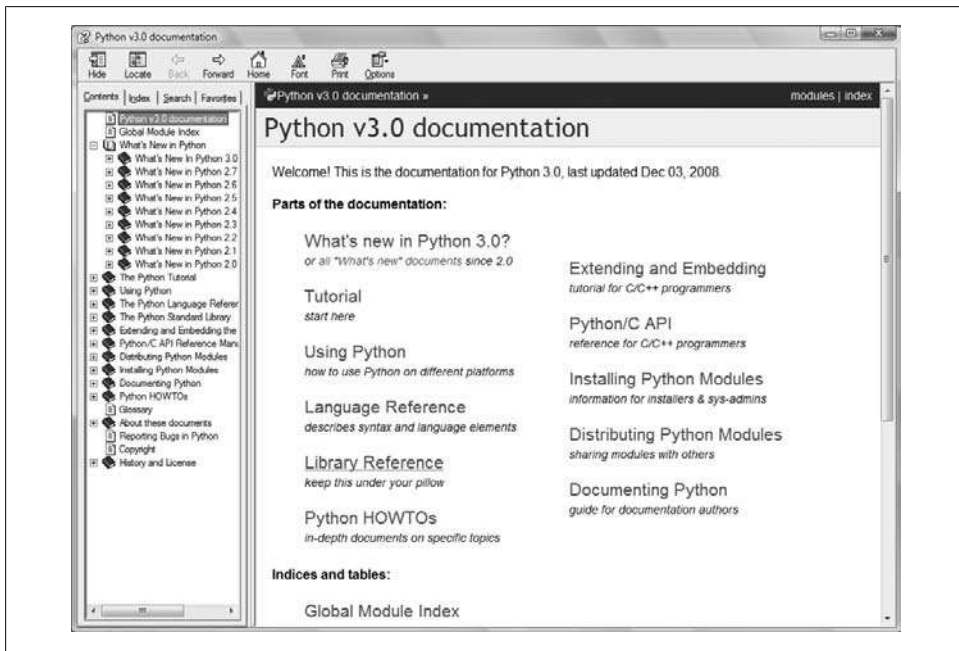 Python v3.0 documentation
Hide Locate Back Forward Home Font Print Options
Contents Index Search Favorites
Python v3.0 documentation
Global Module Index
What's New in Python
What's New In Python 3.0
What's New in Python 2.7
What's New in Python 2.6
What's New in Python 2.5
What's New in Python 2.4
What's New in Python 2.3
What's New in Python 2.2
What's New in Python 2.1
What's New in Python 2.0
The Python Tutorial
Using Python
The Python Language Referer
The Python Standard Library
Extending and Embedding the
Python/C API Reference Manu
Distributing Python Modules
Installing Python Modules
Documenting Python
Python HOWTOs
Glossary
About these documents
Reporting Bugs in Python
Copyright
History and License
Python v3.0 documentation »
modules | index
Python v3.0 documentation
Welcome! This is the documentation for Python 3.0, last updated Dec 03, 2008.
Parts of the documentation:
What's new in Python 3.0?
or all "What's new" documents since 2.0
Tutorial
start here
Using Python
how to use Python on different platforms
Language Reference
describes syntax and language elements
Library Reference
keep this under your pillow
Python HOWTOs
in-depth documents on specific topics
Extending and Embedding
tutorial for C/C++ programmers
Python/C API
reference for C/C++ programmers
Installing Python Modules
information for installers & sys-admins
Distributing Python Modules
sharing modules with others
Documenting Python
guide for documentation authors
Indices and tables:
Global Module Index